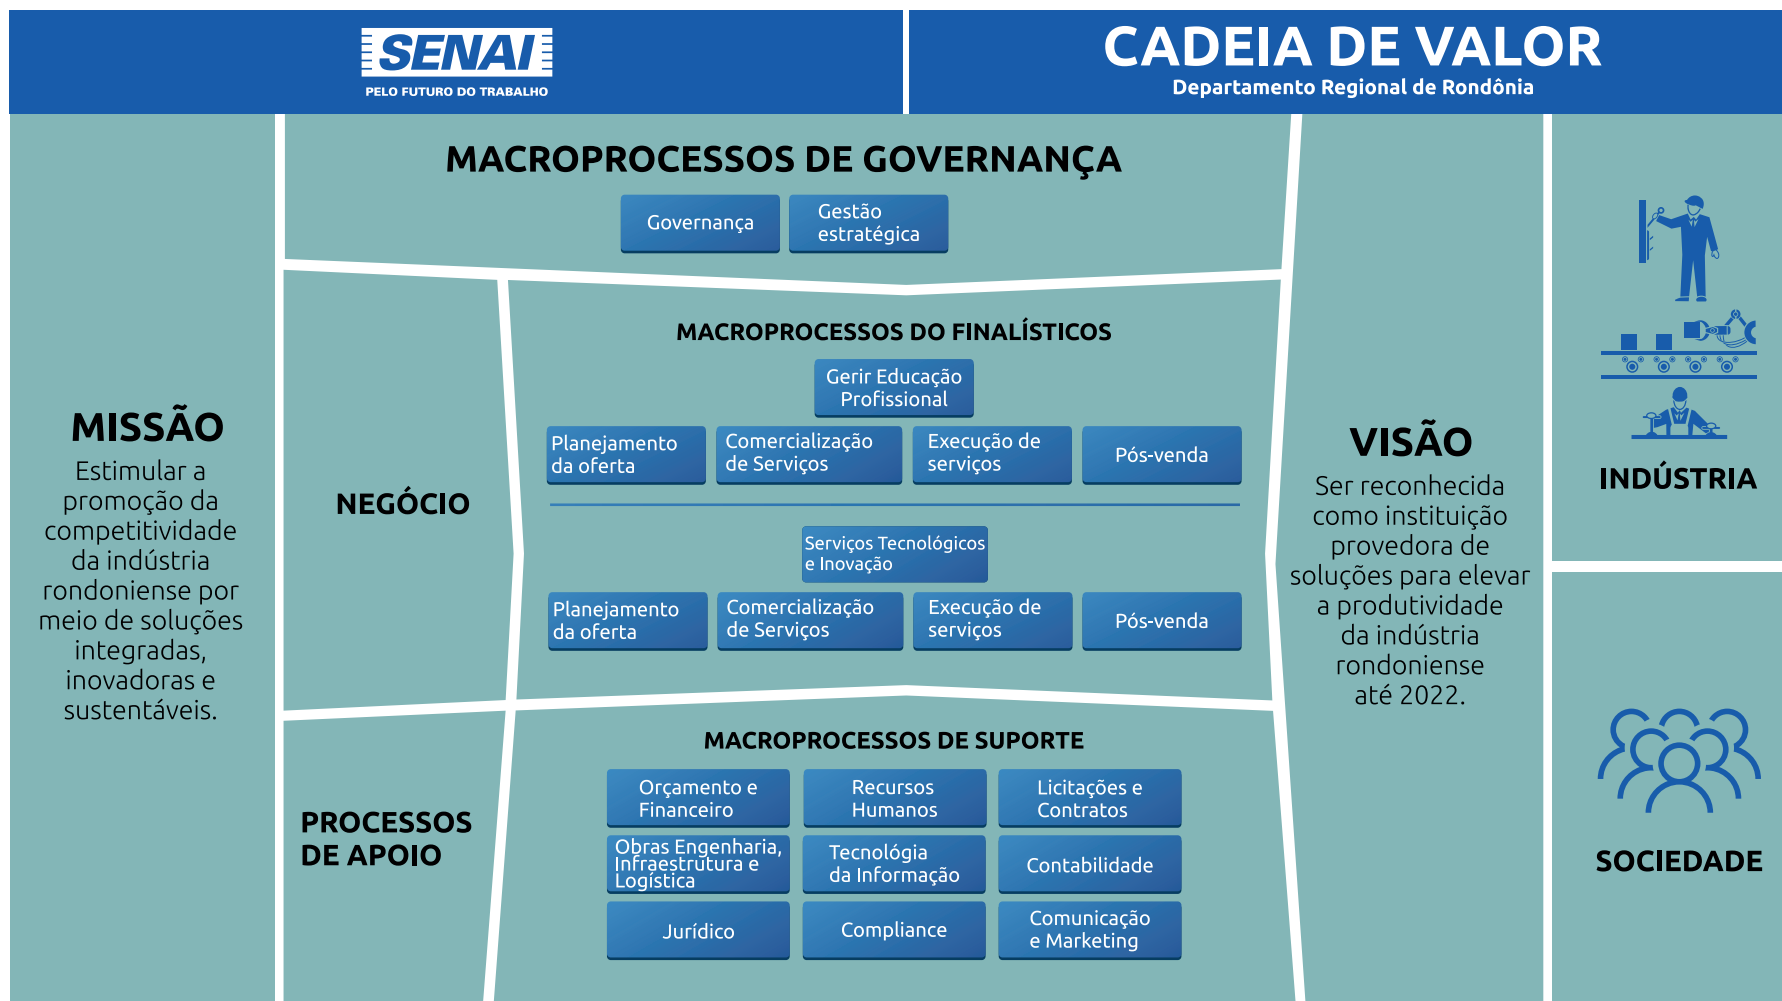 SENAI
PELO FUTURO DO TRABALHO
CADEIA DE VALOR
Departamento Regional de Rondônia
MISSÃO
Estimular a
promoção da
competitividade
da indústria
rondoniense por
meio de soluções
integradas,
inovadoras e
sustentáveis.
MACROPROCESSOS DE GOVERNANÇA
Governança
Gestão
estratégica
NEGÓCIO
MACROPROCESSOS DO FINALÍSTICOS
Gerir Educação
Profissional
Planejamento
da oferta
Comercialização
de Serviços
Execução de
serviços
Pós-venda
Serviços Tecnológicos
e Inovação
Planejamento
da oferta
Comercialização
de Serviços
Execução de
serviços
Pós-venda
PROCESSOS
DE APOIO
MACROPROCESSOS DE SUPORTE
Orçamento e
Financeiro
Recursos
Humanos
Licitações e
Contratos
Obras Engenharia,
Infraestrutura e
Logística
Tecnológia
da Informação
Contabilidade
Jurídico
Compliance
Comunicação
e Marketing
VISÃO
Ser reconhecida
como instituição
provedora de
soluções para elevar
a produtividade
da indústria
rondoniense
até 2022.
INDÚSTRIA
SOCIEDADE